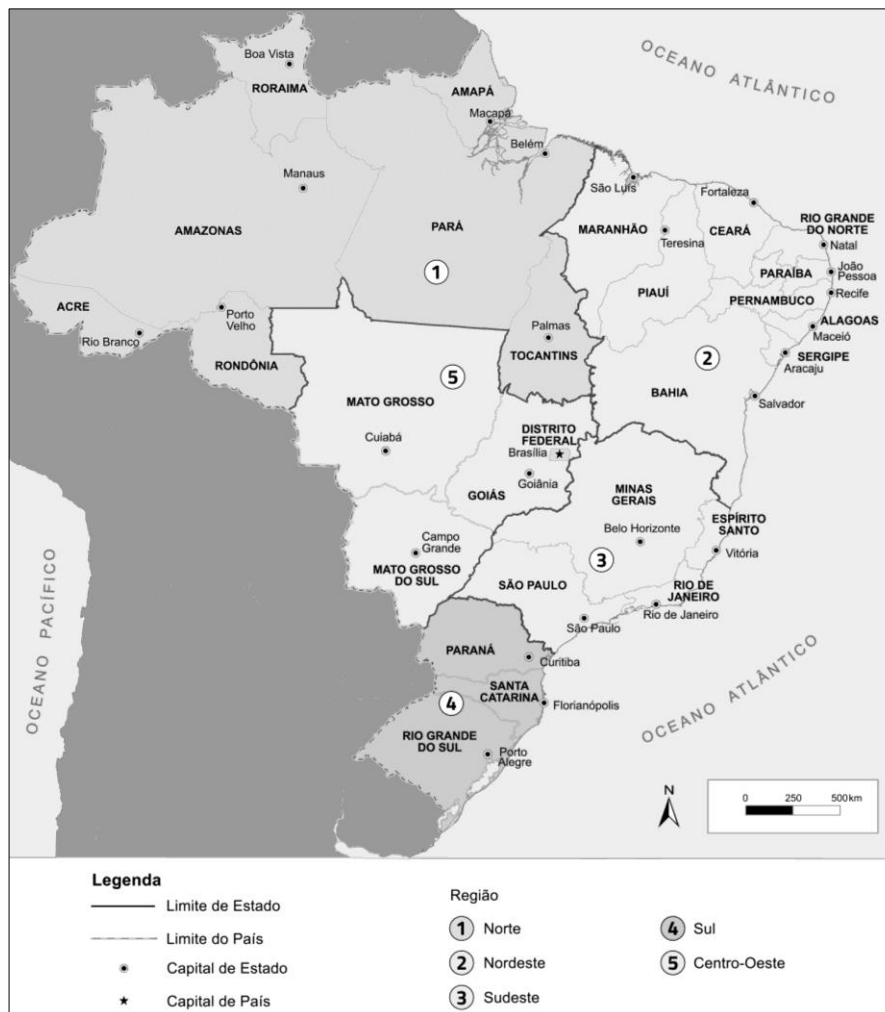 OCEANO ATLÂNTICO
Boa Vista
RORAIMA
AMAPÁ
Macapá
Belém
Manaus
São Luís
Fortaleza
AMAZONAS
PARÁ
MARANHÃO
Teresina
CEARÁ
RIO GRANDE
DO NORTE
Natal
1
PARAÍBA
João
Pessoa
PIAUÍ
PERNAMBUCO
Recife
ACRE
Porto
Velho
Rio Branco
Palmas
TOCANTINS
ALAGOAS
Maceió
2
SERGIPE
Aracaju
RONDÔNIA
5
MATO GROSSO
BAHIA
Salvador
Cuiabá
DISTRITO
FEDERAL
Brasília
Goiânia
GOIÁS
MINAS
GERAIS
Belo Horizonte
ESPÍRITO
SANTO
Vitória
Campo
Grande
MATO GROSSO
DO SUL
3
SÃO PAULO
RIO DE
JANEIRO
Rio de Janeiro
São Paulo
OCEANO PACÍFICO
PARANÁ
Curitiba
SANTA
CATARINA
4
Florianópolis
OCEANO ATLÂNTICO
RIO GRANDE
DO SUL
Porto
Alegre
N
0 250 500 km
Legenda
Limite de Estado
Limite do País
Capital de Estado
Capital de País
Região
1 Norte
2 Nordeste
3 Sudeste
4 Sul
5 Centro-Oeste